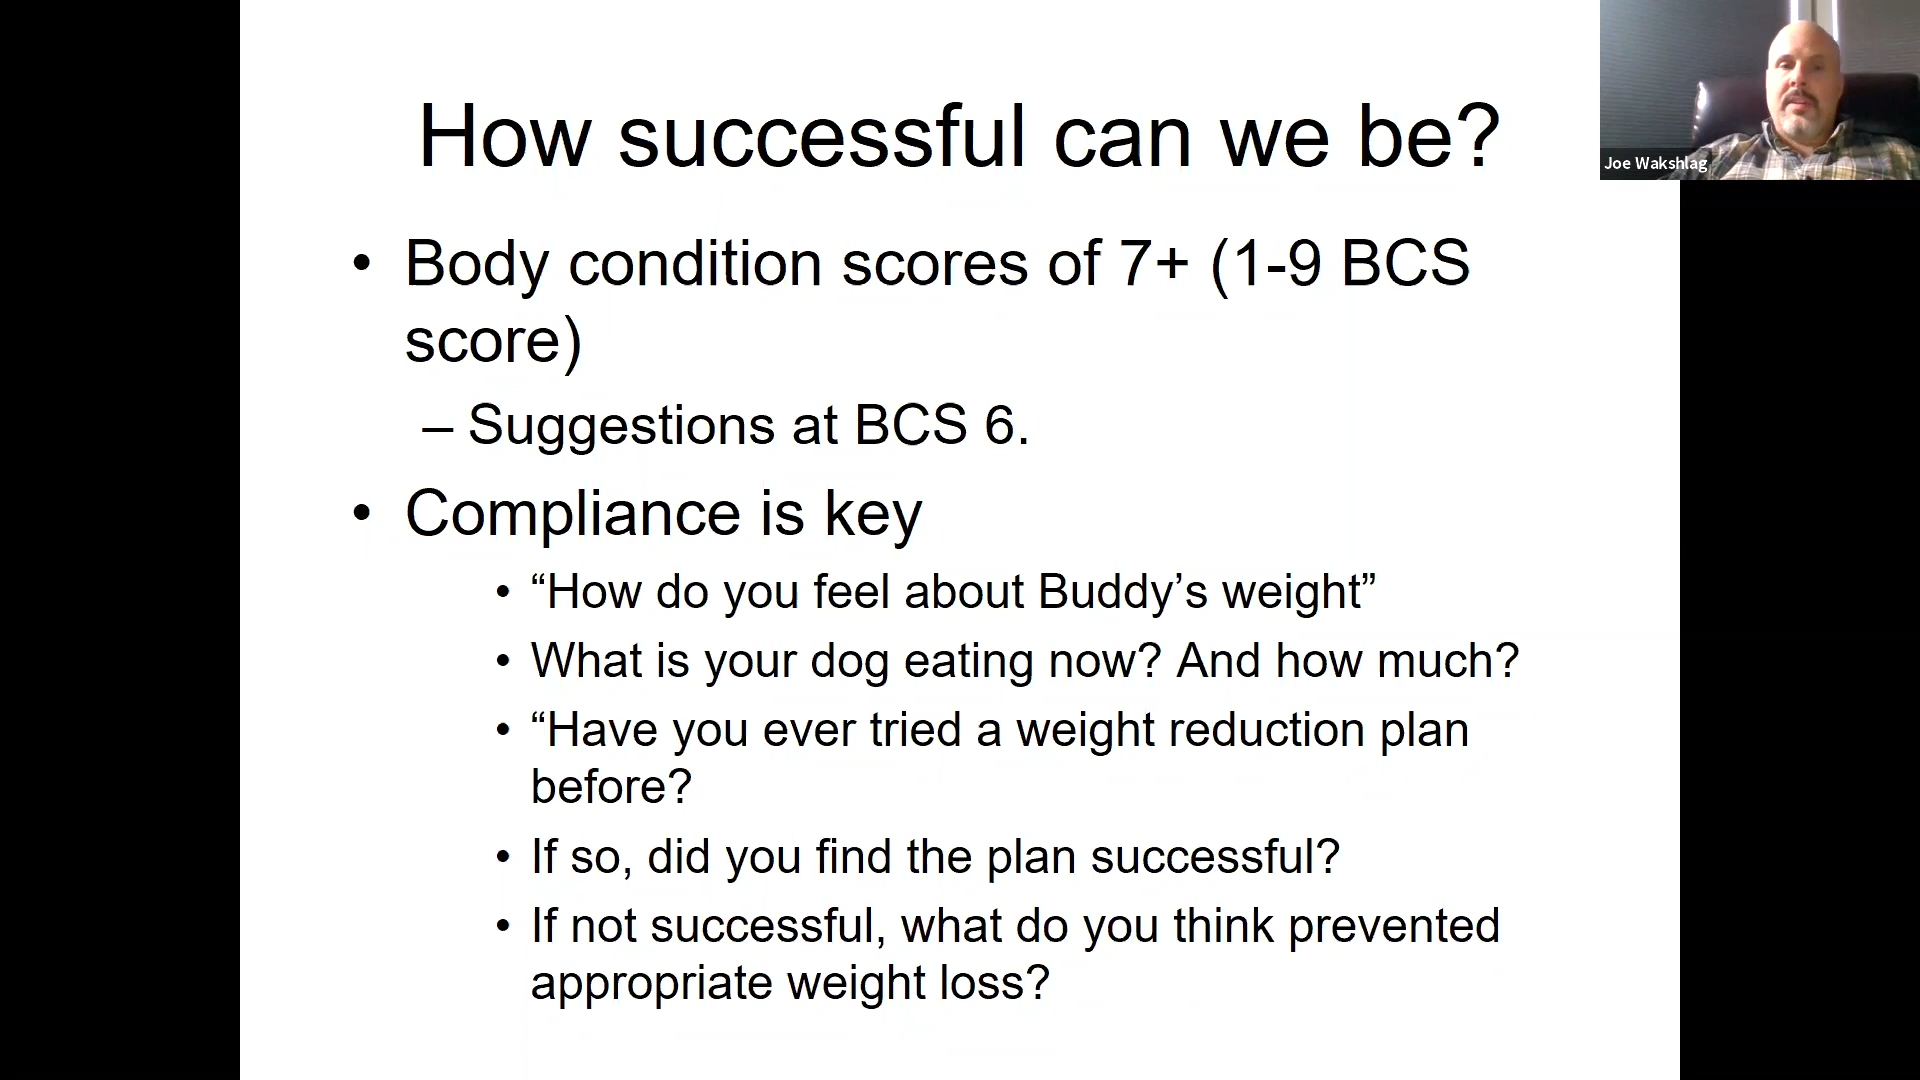 How successful can we be?
• Body condition scores of 7+ (1-9 BCS
score)
– Suggestions at BCS 6.
• Compliance is key
• “How do you feel about Buddy’s weight”
• What is your dog eating now? And how much?
• “Have you ever tried a weight reduction plan
before?
• If so, did you find the plan successful?
• If not successful, what do you think prevented
appropriate weight loss?
Joe Wakshlag